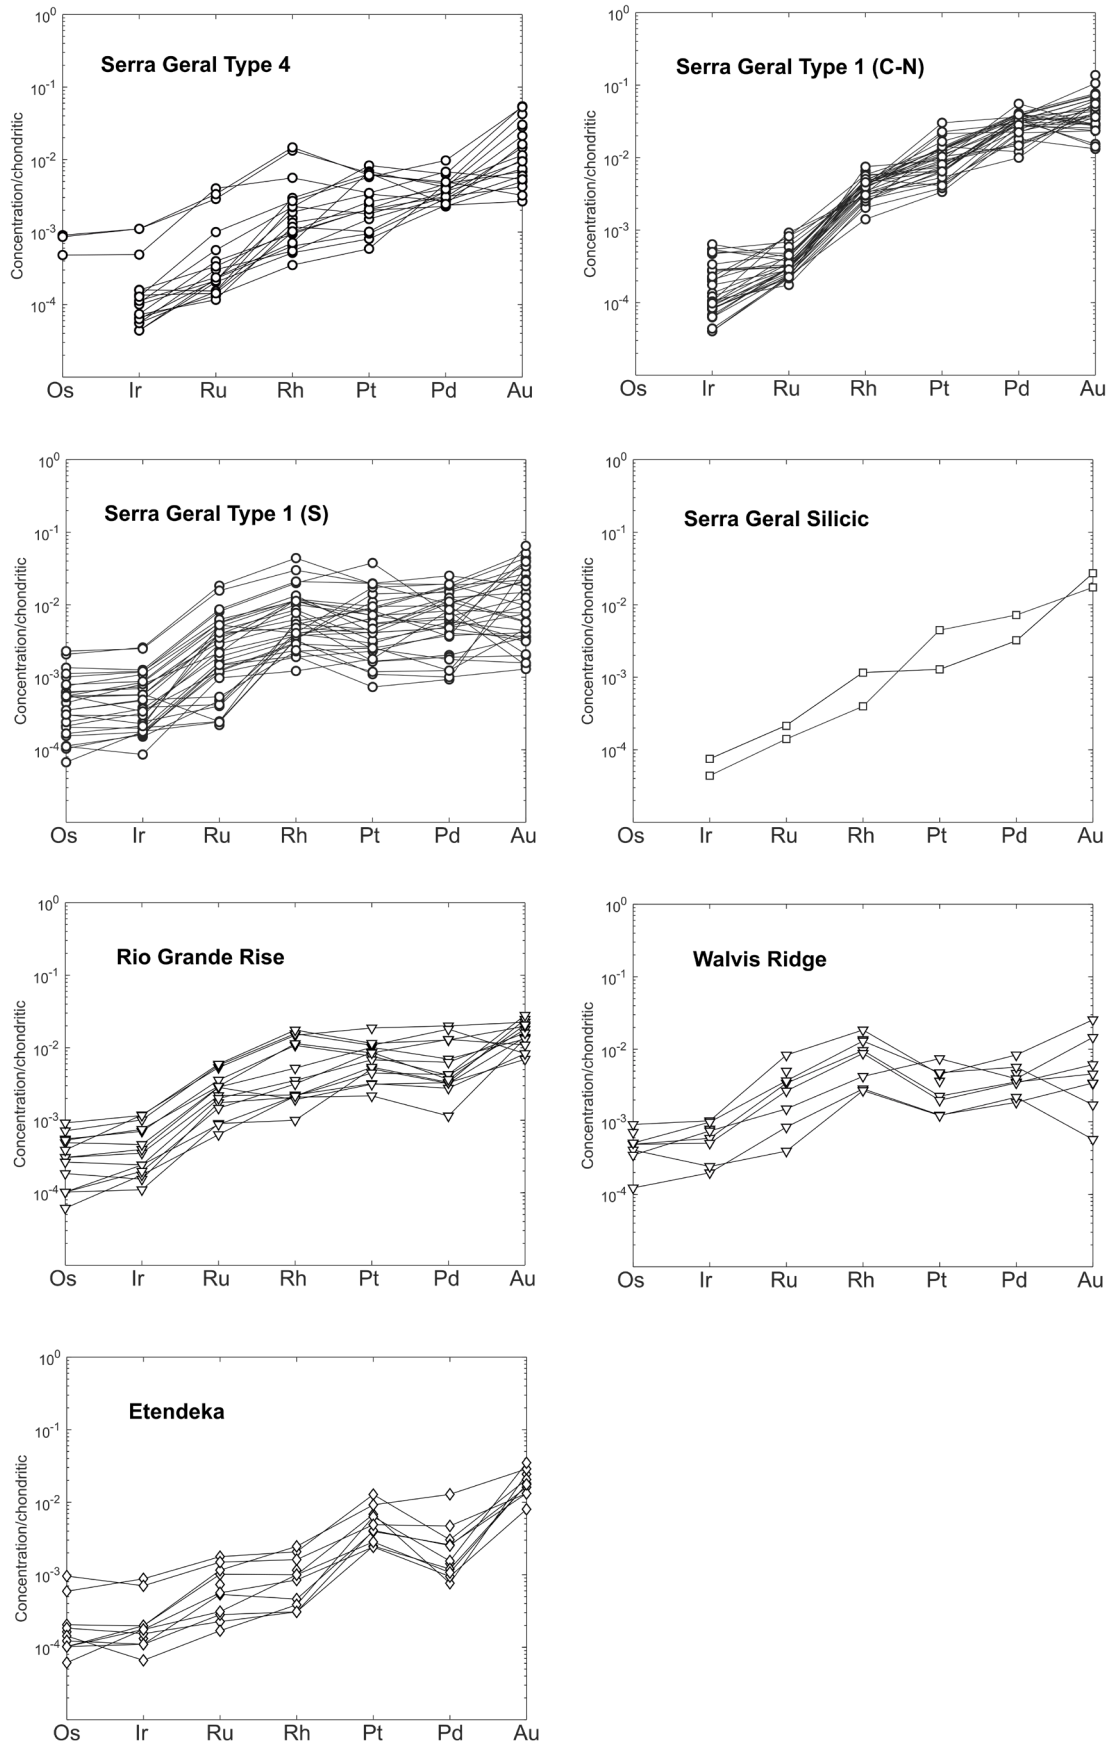 10⁰
10⁻¹
10⁻²
10⁻³
10⁻⁴
Concentration/chondritic
Serra Geral Type 4
Os Ir Ru Rh Pt Pd Au
10⁰
10⁻¹
10⁻²
10⁻³
10⁻⁴
Concentration/chondritic
Serra Geral Type 1 (C-N)
Os Ir Ru Rh Pt Pd Au
10⁰
10⁻¹
10⁻²
10⁻³
10⁻⁴
Concentration/chondritic
Serra Geral Type 1 (S)
Os Ir Ru Rh Pt Pd Au
10⁰
10⁻¹
10⁻²
10⁻³
10⁻⁴
Concentration/chondritic
Serra Geral Silicic
Os Ir Ru Rh Pt Pd Au
10⁰
10⁻¹
10⁻²
10⁻³
10⁻⁴
Concentration/chondritic
Rio Grande Rise
Os Ir Ru Rh Pt Pd Au
10⁰
10⁻¹
10⁻²
10⁻³
10⁻⁴
Concentration/chondritic
Walvis Ridge
Os Ir Ru Rh Pt Pd Au
10⁰
10⁻¹
10⁻²
10⁻³
10⁻⁴
Concentration/chondritic
Etendeka
Os Ir Ru Rh Pt Pd Au